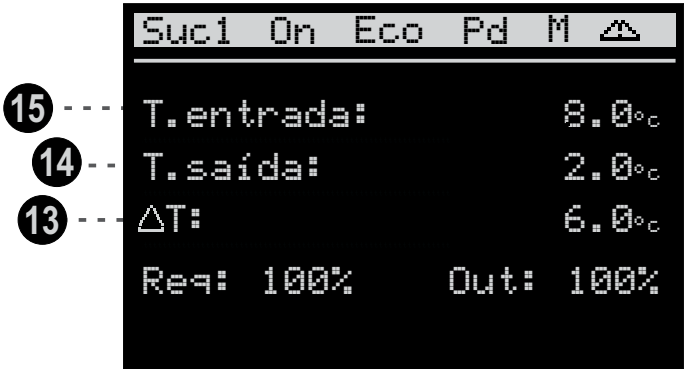 Suc1 On Eco Pd M
15 T.entrada: 8.0°C
14 T.saída: 2.0°C
13 ΔT: 6.0°C
Req: 100% Out: 100%